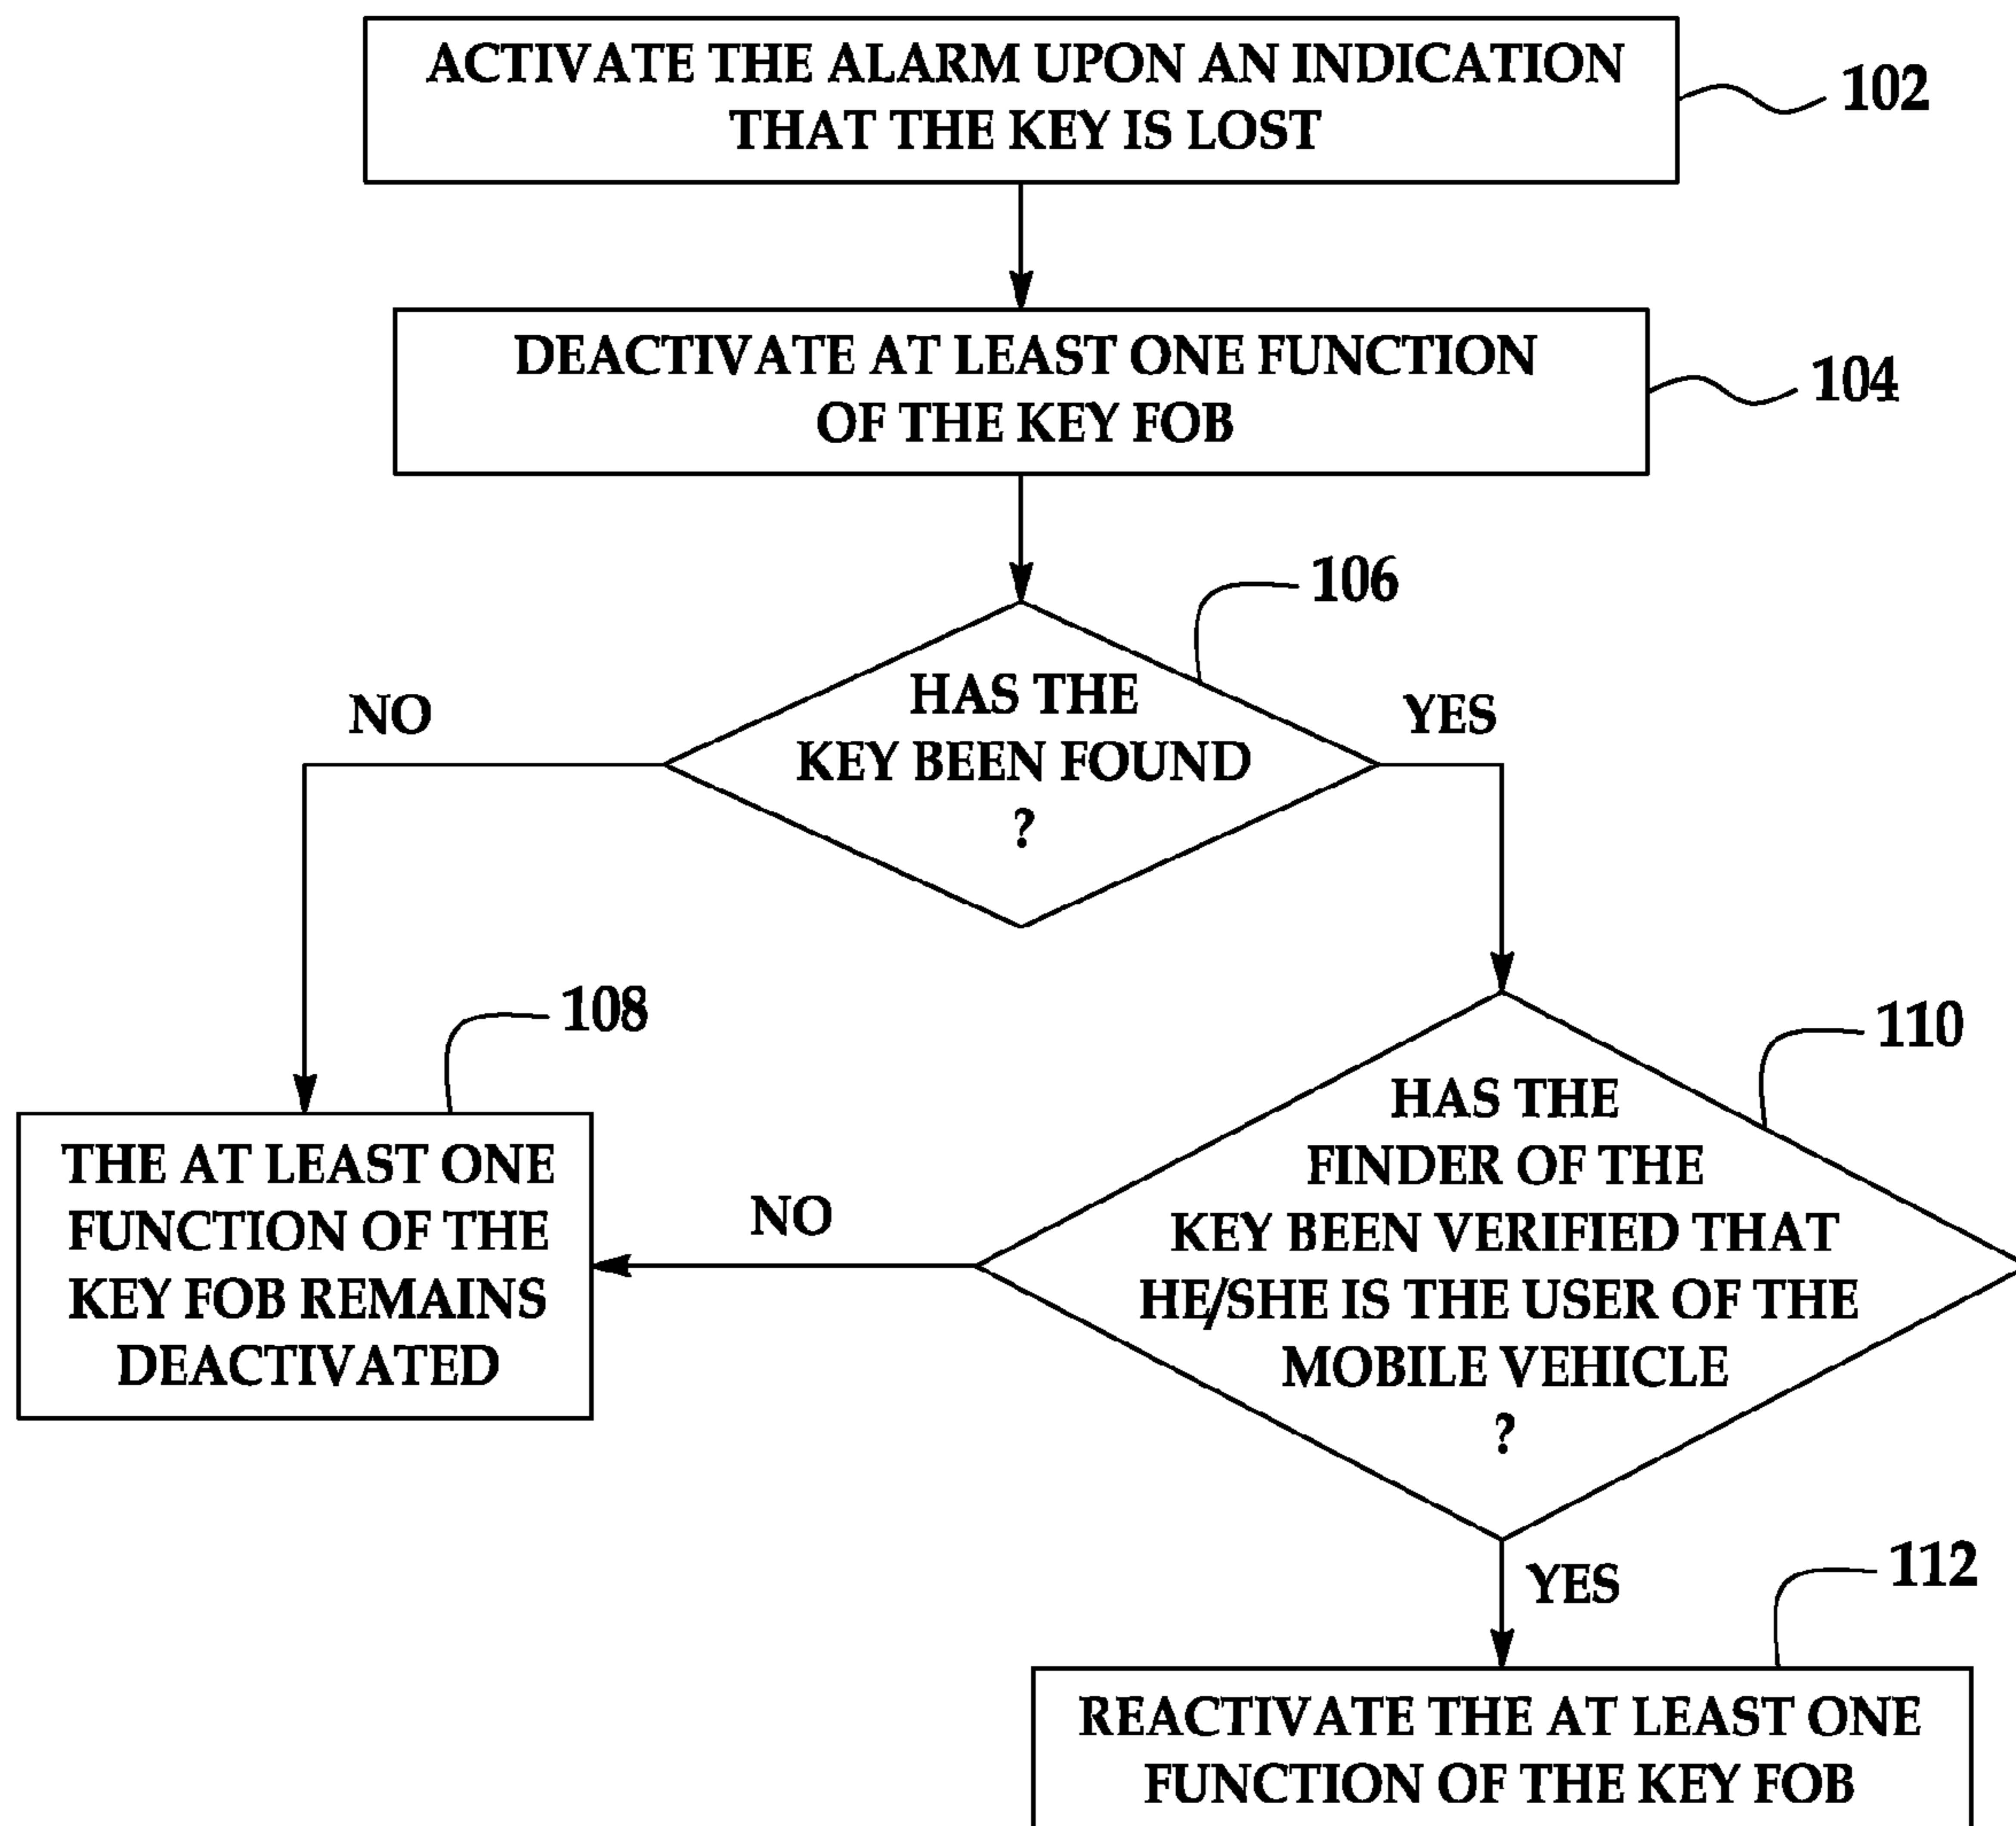 ACTIVATE THE ALARM UPON AN INDICATION
THAT THE KEY IS LOST
102
DEACTIVATE AT LEAST ONE FUNCTION
OF THE KEY FOB
104
106
HAS THE
KEY BEEN FOUND
?
NO
YES
108
THE AT LEAST ONE
FUNCTION OF THE
KEY FOB REMAINS
DEACTIVATED
NO
110
HAS THE
FINDER OF THE
KEY BEEN VERIFIED THAT
HE/SHE IS THE USER OF THE
MOBILE VEHICLE
?
YES
112
REACTIVATE THE AT LEAST ONE
FUNCTION OF THE KEY FOB